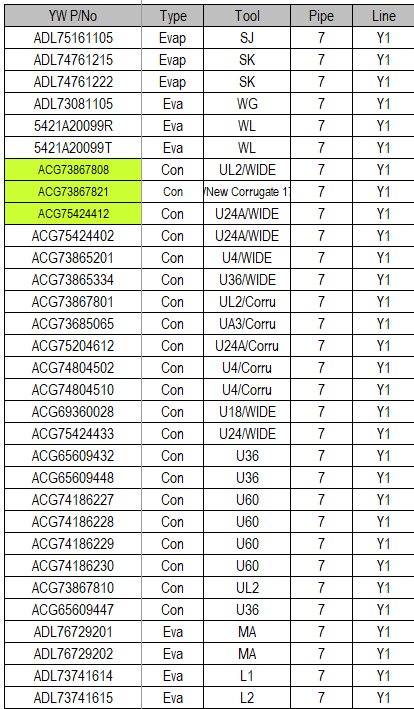 YW P/No Type Tool Pipe Line
ADL75161105 Evap SJ 7 Y1
ADL74761215 Evap SK 7 Y1
ADL74761222 Evap SK 7 Y1
ADL73081105 Eva WG 7 Y1
5421A20099R Eva WL 7 Y1
5421A20099T Eva WL 7 Y1
ACG73867808 Con UL2/WIDE 7 Y1
ACG73867821 Con /New Corrugate 17 7 Y1
ACG75424412 Con U24A/WIDE 7 Y1
ACG75424402 Con U24A/WIDE 7 Y1
ACG73865201 Con U4/WIDE 7 Y1
ACG73865334 Con U36/WIDE 7 Y1
ACG73867801 Con UL2/Corru 7 Y1
ACG73685065 Con UA3/Corru 7 Y1
ACG75204612 Con U24A/Corru 7 Y1
ACG74804502 Con U4/Corru 7 Y1
ACG74804510 Con U4/Corru 7 Y1
ACG69360028 Con U18/WIDE 7 Y1
ACG75424433 Con U24/WIDE 7 Y1
ACG65609432 Con U36 7 Y1
ACG65609448 Con U36 7 Y1
ACG74186227 Con U60 7 Y1
ACG74186228 Con U60 7 Y1
ACG74186229 Con U60 7 Y1
ACG74186230 Con U60 7 Y1
ACG73867810 Con UL2 7 Y1
ACG65609447 Con U36 7 Y1
ADL76729201 Eva MA 7 Y1
ADL76729202 Eva MA 7 Y1
ADL73741614 Eva L1 7 Y1
ADL73741615 Eva L2 7 Y1